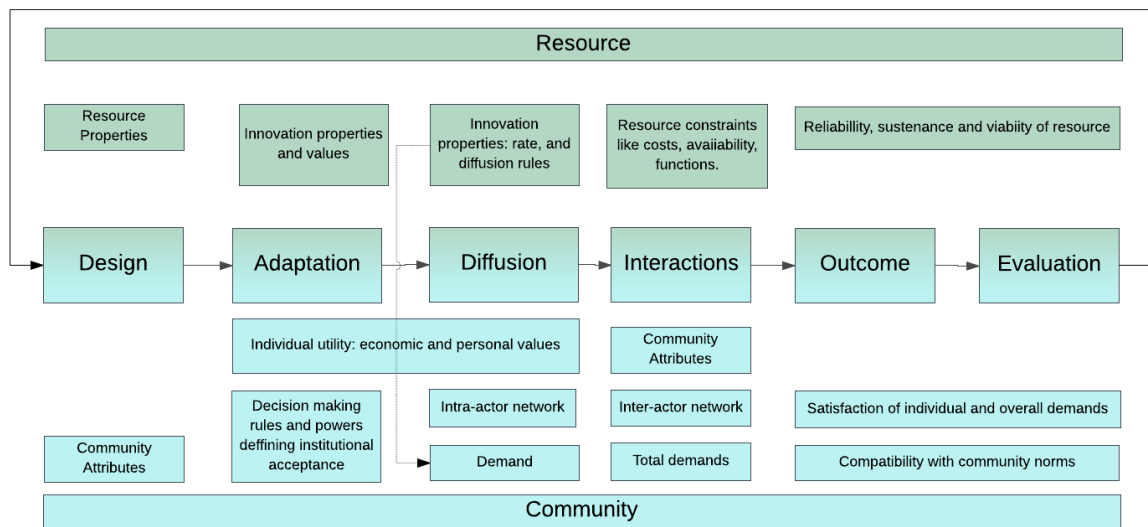 Resource
Resource
Properties
Innovation properties
and values
Innovation
properties: rate, and
diffusion rules
Resource constraints
like costs, avaiiability,
functions.
Reliabillity, sustenance and viabiity of resource
Design
Adaptation
Diffusion
Interactions
Outcome
Evaluation
Individual utility: economic and personal values
Community
Attributes
Decision making
rules and powers
deffining institutional
acceptance
Intra-actor network
Inter-actor network
Satisfaction of individual and overall demands
Community
Attributes
Demand
Total demands
Compatibility with community norms
Community